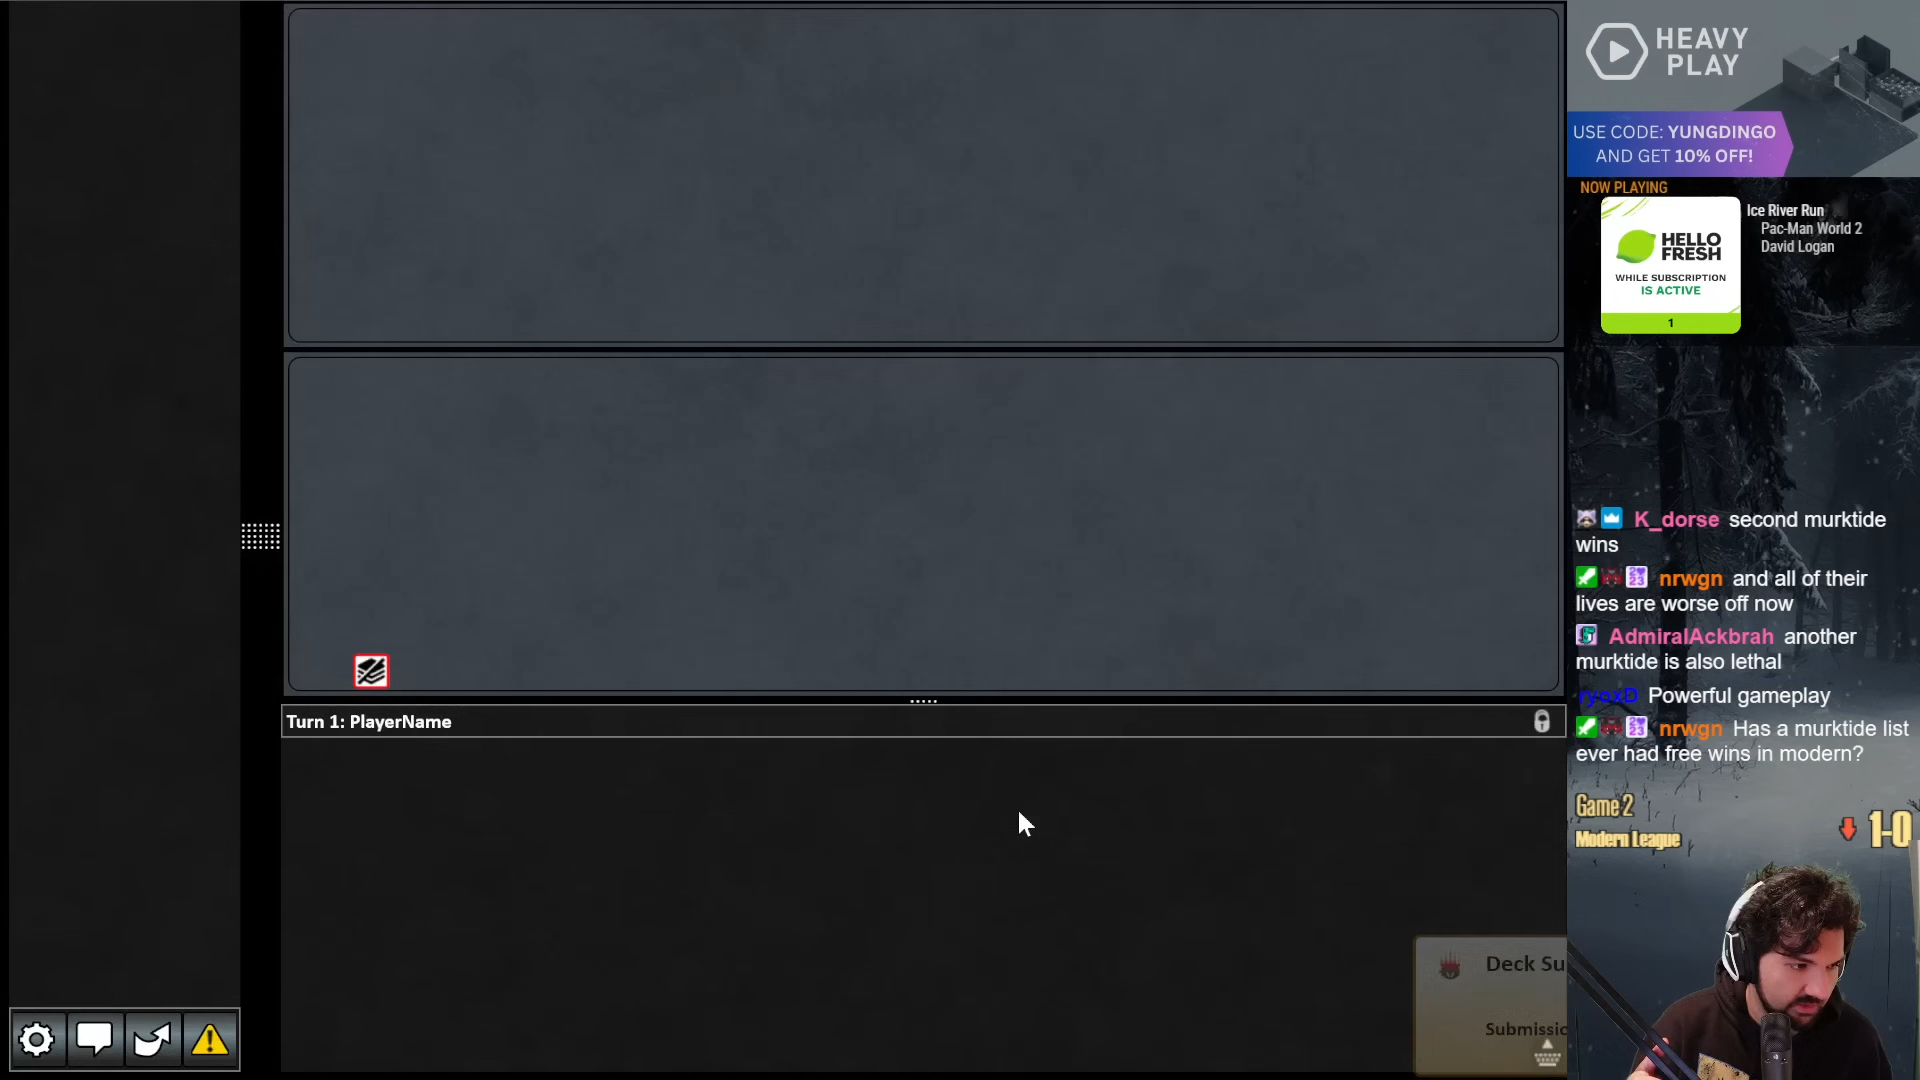 HEAVY
PLAY
USE CODE: YUNGDINGO
AND GET 10% OFF!
NOW PLAYING
HELLO
FRESH
WHILE SUBSCRIPTION
IS ACTIVE
1
Ice River Run
Pac-Man World 2
David Logan
K_dorse second murktide
wins
nrwgn and all of their
lives are worse off now
AdmiralAckbrah another
murktide is also lethal
ryoxD Powerful gameplay
nrwgn Has a murktide list
ever had free wins in modern?
Turn 1: PlayerName
Game 2
Modern League
1-0
Deck Su
Submissio